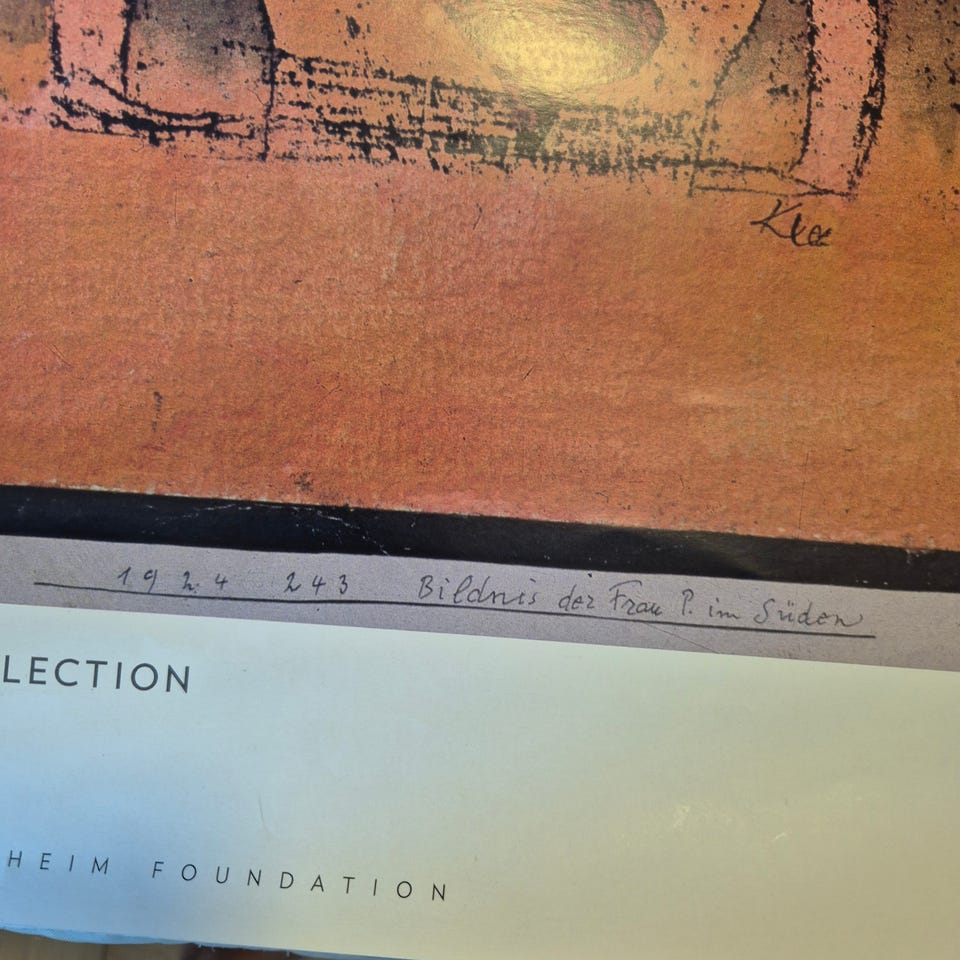 Klee
1924 243 Bildnis der Frau P. im Süden
LECTION
HEIM FOUNDATION